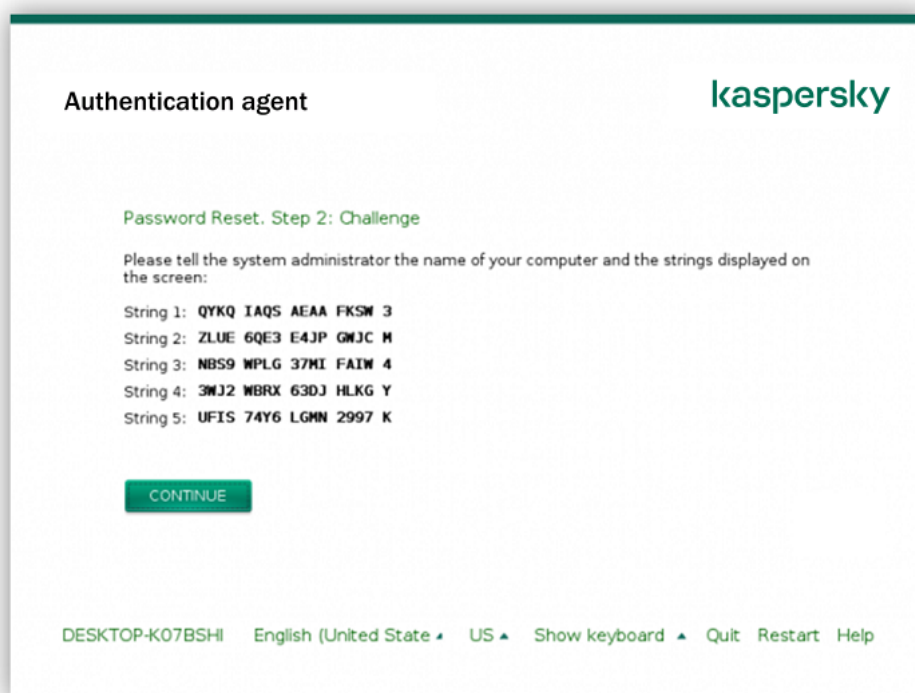 Authentication agent
kaspersky
Password Reset. Step 2: Challenge
Please tell the system administrator the name of your computer and the strings displayed on
the screen:
String 1: QYKQ IAQS AEAA FKSW 3
String 2: ZLUE 6QE3 E4JP GWJC M
String 3: NBS9 WPLG 37MI FAIW 4
String 4: 3WJ2 WBRX 63DJ HLKG Y
String 5: UFIS 74Y6 LGMN 2997 K
CONTINUE
DESKTOP-K07BSHI English (United State US Show keyboard Quit Restart Help